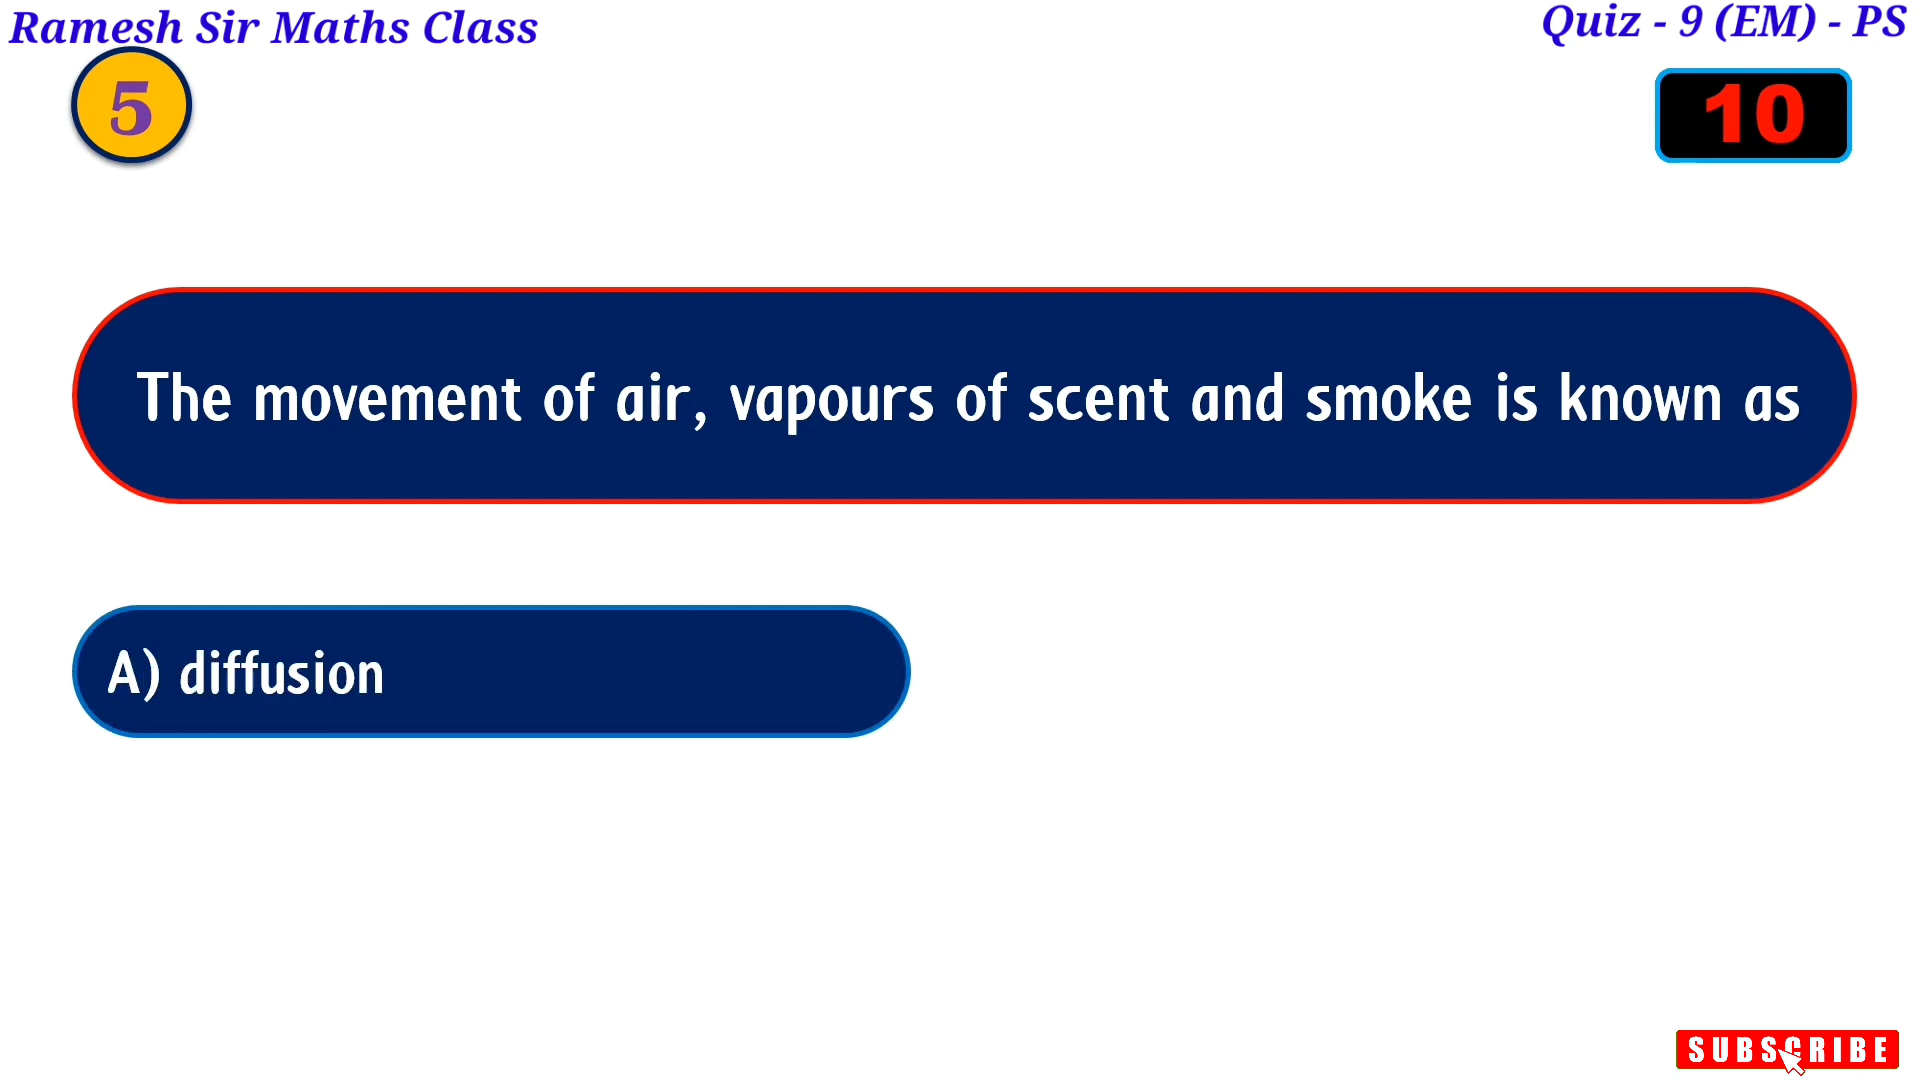 Ramesh Sir Maths Class
Quiz - 9 (EM) - PS
5
10
The movement of air, vapours of scent and smoke is known as
A) diffusion
SUBSCRIBE